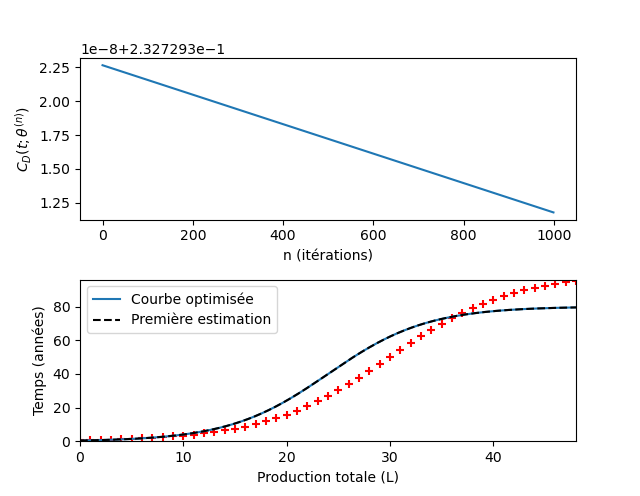 1e−8+2.327293e−1
2.25
2.00
1.75
1.50
1.25
C_D(t; θ^(n))
0 200 400 600 800 1000
n (itérations)
Courbe optimisée
Première estimation
80
60
40
20
0
Temps (années)
0 10 20 30 40
Production totale (L)